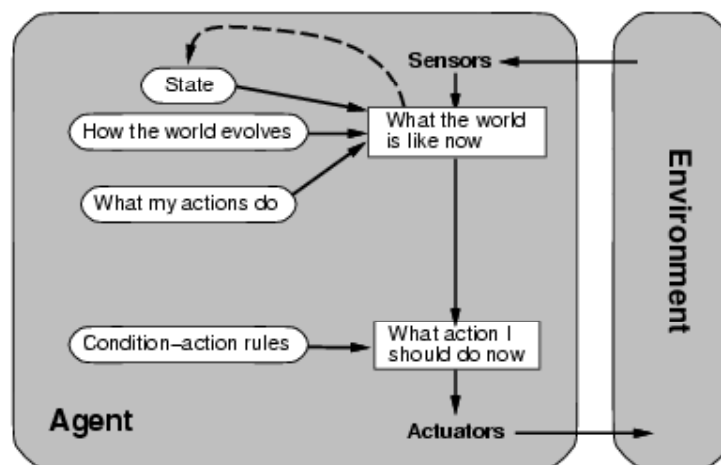 Sensors
State
How the world evolves
What the world
is like now
What my actions do
Condition–action rules
What action I
should do now
Agent
Actuators
Environment